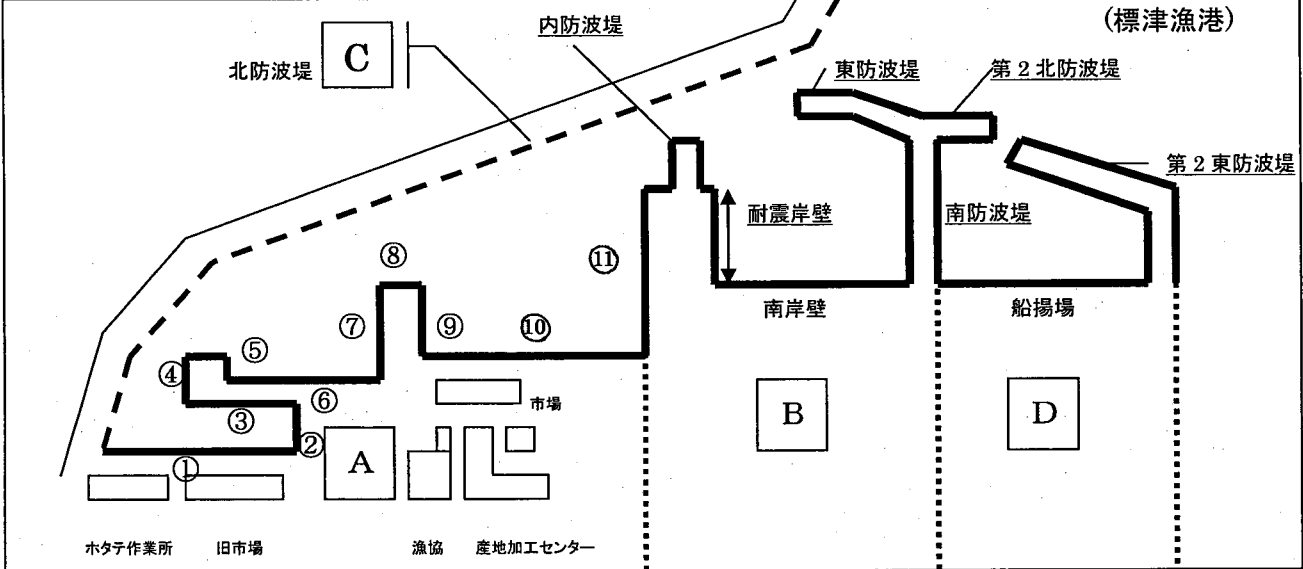 (標津漁港)
内防波堤
北防波堤
C
東防波堤
第2北防波堤
第2東防波堤
耐震岸壁
南防波堤
⑧
⑪
南岸壁
船揚場
⑦
⑨
⑩
⑤
④
⑥
③
市場
B
D
②
A
①
ホタテ作業所
旧市場
漁協
産地加工センター